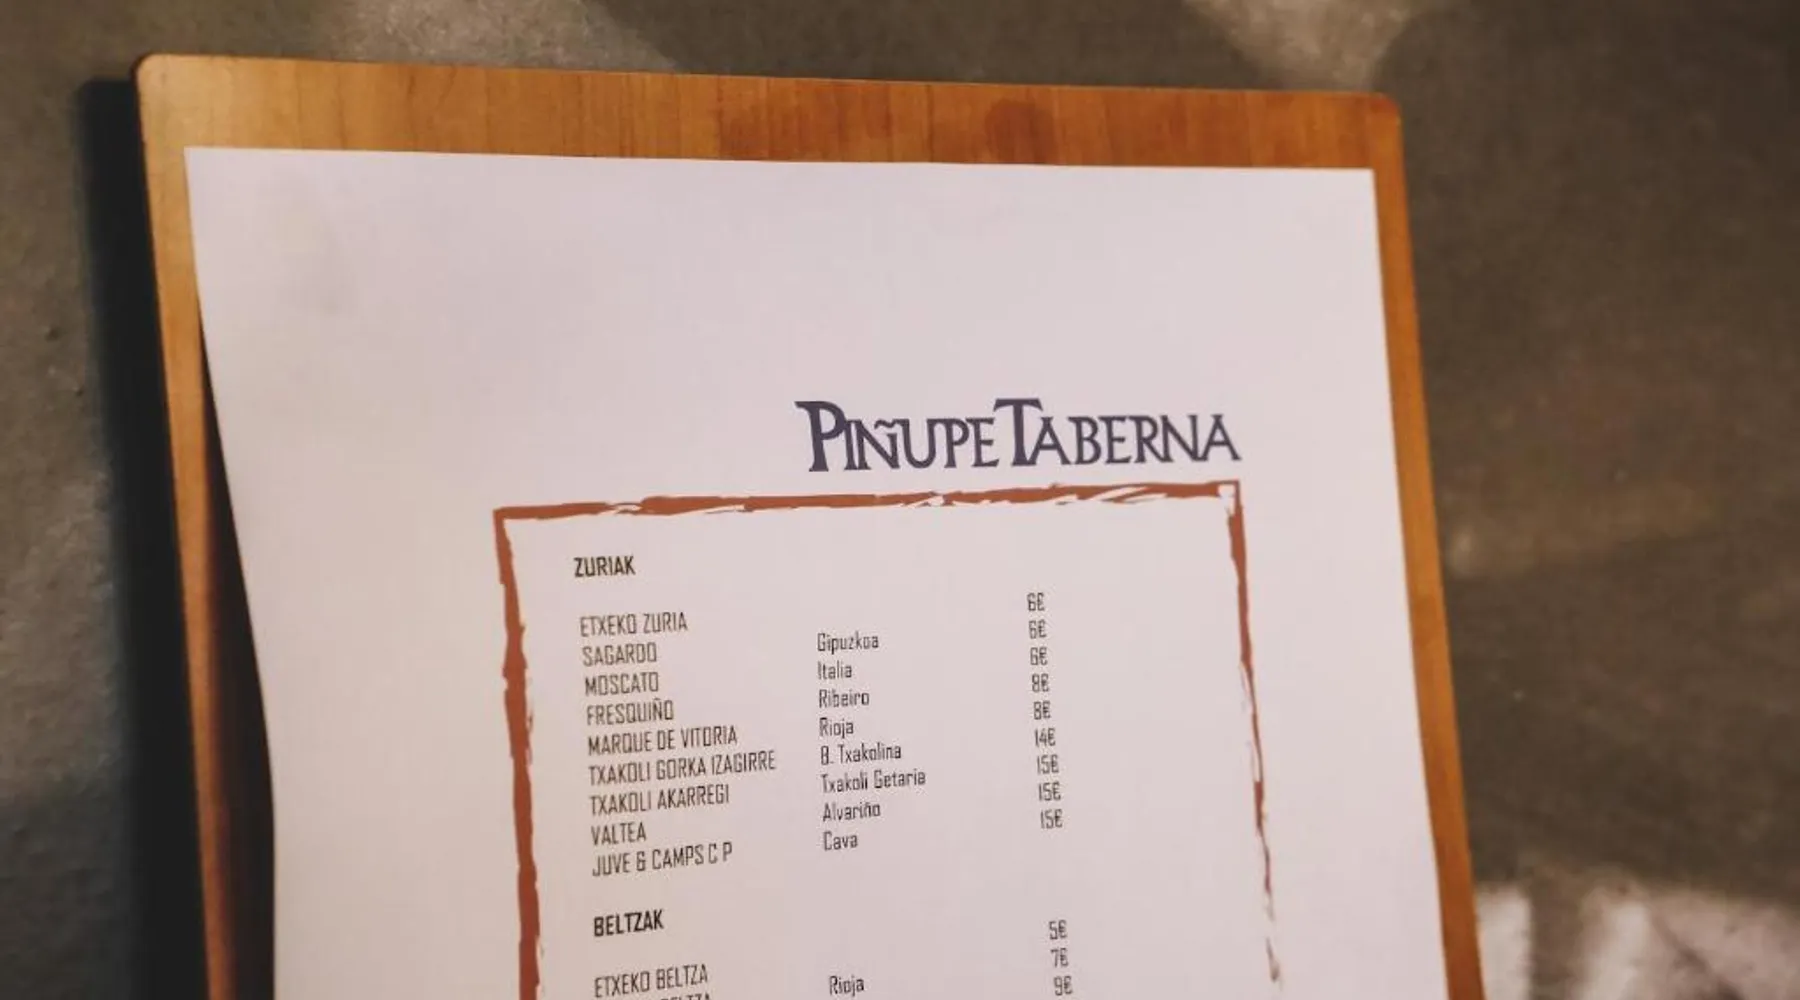 PIÑUPE TABERNA
ZURIAK
ETXEKO ZURIA 6€
SAGARDO Gipuzkoa 6€
MOSCATO Italia 6€
FRESQUIÑO Ribeiro 8€
MARQUE DE VITORIA Rioja 8€
TXAKOLI GORKA IZAGIRRE B. Txakolina 14€
TXAKOLI AKARREGI Txakoli Getaria 15€
VALTEA Alvariño 15€
JUVE & CAMPS C P Cava 15€
BELTZAK
ETXEKO BELTZA 5€
Rioja 7€
9€